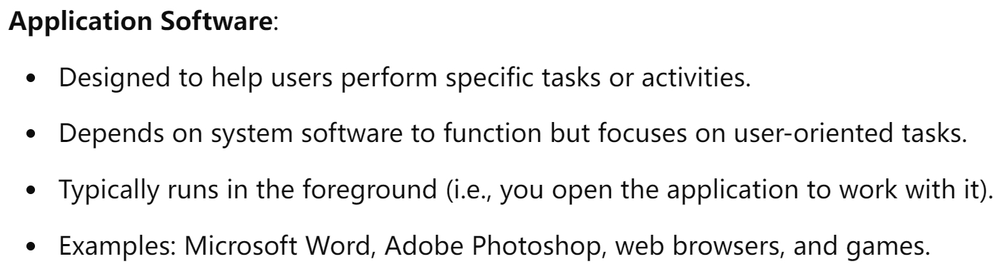 Application Software:
• Designed to help users perform specific tasks or activities.
• Depends on system software to function but focuses on user-oriented tasks.
• Typically runs in the foreground (i.e., you open the application to work with it).
• Examples: Microsoft Word, Adobe Photoshop, web browsers, and games.